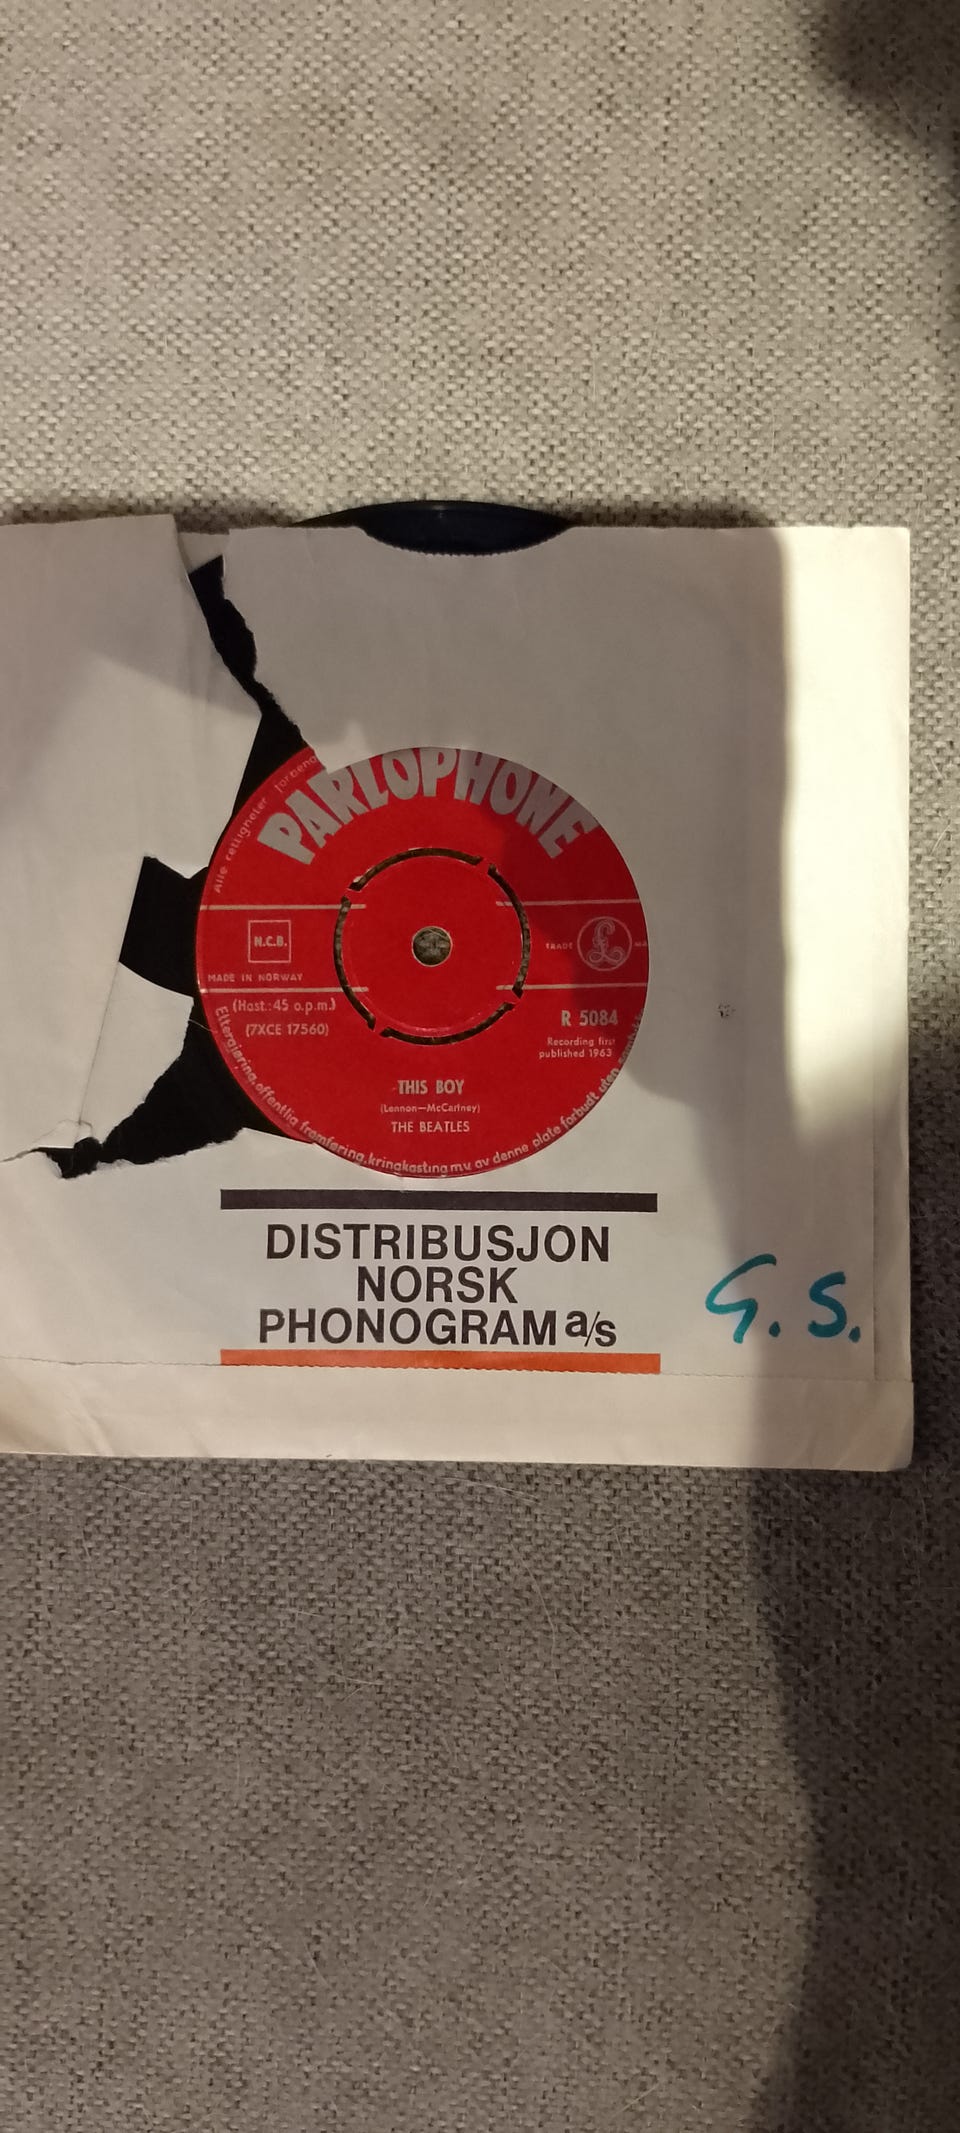 PARLOPHONE
Alle rettigheter
N.C.B.
TRADE
MADE IN NORWAY
(Hast.: 45 o.p.m.)
(7XCE 17560)
R 5084
Recording first
published 1963
THIS BOY
(Lennon—McCartney)
THE BEATLES
Eftergjøring, offentlig fremføring, kringkasting m.v. av denne plate forbudt uten
DISTRIBUSJON
NORSK
PHONOGRAM a/s
G. S.